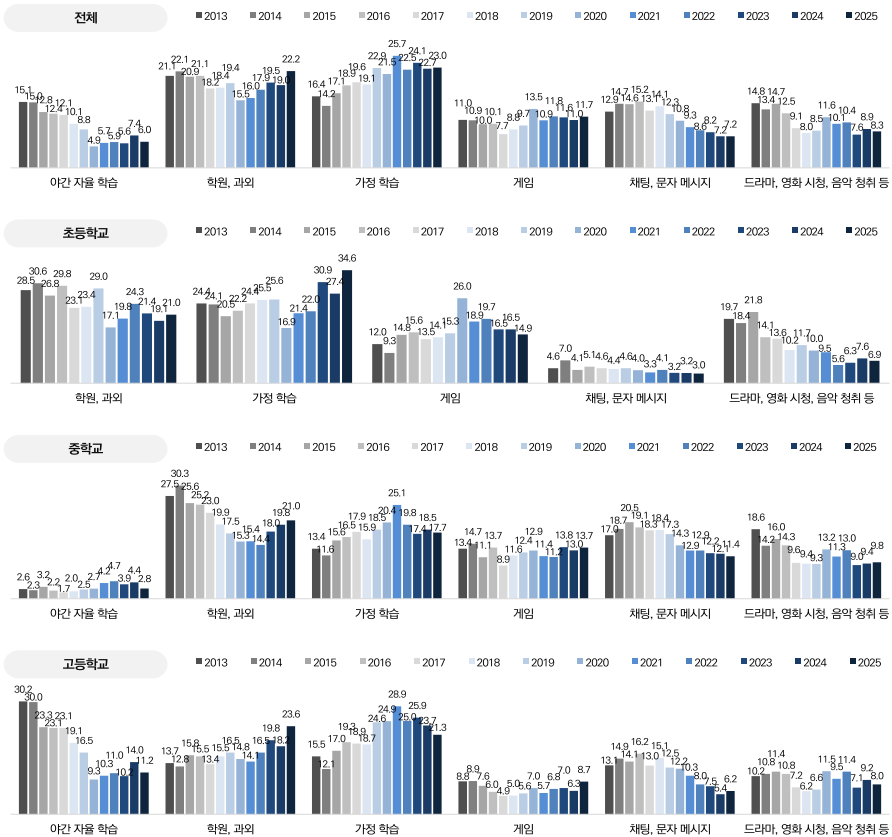 전체
2013 2014 2015 2016 2017 2018 2019 2020 2021 2022 2023 2024 2025
15.1 15.0 12.8 12.4 12.1 10.1 8.8 4.9 5.7 5.9 5.6 7.4 6.0
21.1 22.1 20.9 21.1 18.2 18.4 19.4 15.5 16.0 17.9 19.5 19.0 22.2
16.4 14.2 17.1 18.9 19.6 19.1 22.9 21.5 25.7 22.5 24.1 22.7 23.0
11.0 10.9 10.0 10.1 7.7 8.8 9.7 13.5 10.9 11.8 11.6 11.0 11.7
12.9 14.7 14.6 15.2 13.1 14.1 12.3 10.8 9.3 8.6 8.2 7.2 7.2
14.8 13.4 14.7 12.5 9.1 8.0 8.5 11.6 10.1 10.4 7.6 8.9 8.3
야간 자율 학습 학원, 과외 가정 학습 게임 채팅, 문자 메시지 드라마, 영화 시청, 음악 청취 등
초등학교
2013 2014 2015 2016 2017 2018 2019 2020 2021 2022 2023 2024 2025
28.5 30.6 26.8 29.8 23.1 23.4 29.0 17.1 19.8 24.3 21.4 19.1 21.0
24.4 24.1 20.5 22.2 24.4 25.5 25.6 16.9 21.4 22.0 30.9 27.4 34.6
12.0 9.3 14.8 15.6 13.5 14.1 15.3 26.0 18.9 19.7 16.5 16.5 14.9
4.6 7.0 4.1 5.1 4.6 4.4 4.6 4.0 3.3 4.1 3.2 3.2 3.0
19.7 18.4 21.8 14.1 13.6 10.2 11.7 10.0 9.5 5.6 6.3 7.6 6.9
학원, 과외 가정 학습 게임 채팅, 문자 메시지 드라마, 영화 시청, 음악 청취 등
중학교
2013 2014 2015 2016 2017 2018 2019 2020 2021 2022 2023 2024 2025
2.6 2.3 3.2 2.2 1.7 2.0 2.5 2.7 4.2 4.7 3.9 4.4 2.8
27.5 30.3 25.6 25.2 23.0 19.9 17.5 15.3 15.4 14.4 18.0 19.8 21.0
13.4 11.6 15.6 16.5 17.9 15.9 18.5 20.4 25.1 19.8 17.4 18.5 17.7
13.4 14.7 11.1 13.7 8.9 11.6 12.4 12.9 11.4 11.2 13.8 13.0 13.7
17.0 18.7 20.5 19.1 18.3 18.4 17.3 14.3 12.9 12.9 12.2 12.1 11.4
18.6 14.2 16.0 14.3 9.6 9.4 9.3 13.2 11.3 13.0 9.0 9.4 9.8
야간 자율 학습 학원, 과외 가정 학습 게임 채팅, 문자 메시지 드라마, 영화 시청, 음악 청취 등
고등학교
2013 2014 2015 2016 2017 2018 2019 2020 2021 2022 2023 2024 2025
30.2 30.0 23.3 23.1 23.1 19.1 16.5 9.3 10.3 11.0 10.2 14.0 11.2
13.7 12.8 15.8 15.5 13.4 15.5 16.5 14.8 14.1 16.5 19.8 18.2 23.6
15.5 12.1 17.0 19.3 18.9 18.7 24.6 24.9 28.9 25.0 25.9 23.7 21.3
8.8 8.9 7.6 6.0 4.9 5.0 5.6 7.0 5.7 6.8 7.0 6.3 8.7
13.1 14.9 14.1 16.2 13.0 15.1 12.5 12.2 10.3 8.0 7.5 5.4 6.2
10.2 10.8 11.4 10.8 7.2 6.2 6.6 11.5 9.5 11.4 7.1 9.2 8.0
야간 자율 학습 학원, 과외 가정 학습 게임 채팅, 문자 메시지 드라마, 영화 시청, 음악 청취 등